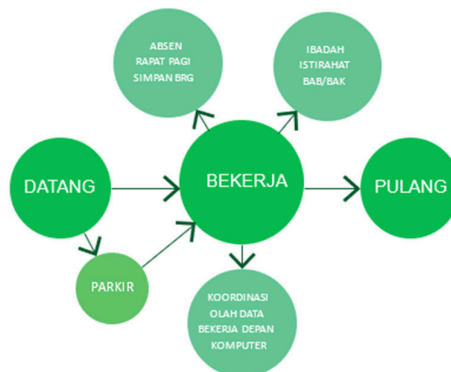 ABSEN
RAPAT PAGI
SIMPAN BRG
IBADAH
ISTIRAHAT
BAB/BAK
DATANG
BEKERJA
PULANG
PARKIR
KOORDINASI
OLAH DATA
BEKERJA DEPAN
KOMPUTER